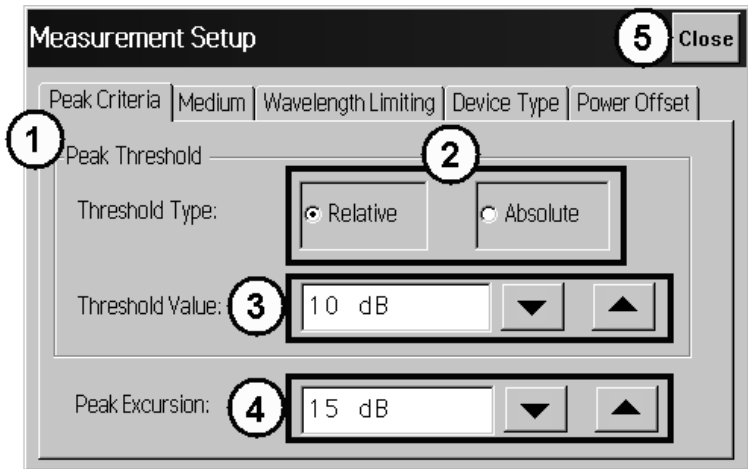 Measurement Setup
5
Close
Peak Criteria
Medium
Wavelength Limiting
Device Type
Power Offset
1
Peak Threshold
2
Threshold Type:
Relative
Absolute
Threshold Value:
3
10 dB
Peak Excursion:
4
15 dB